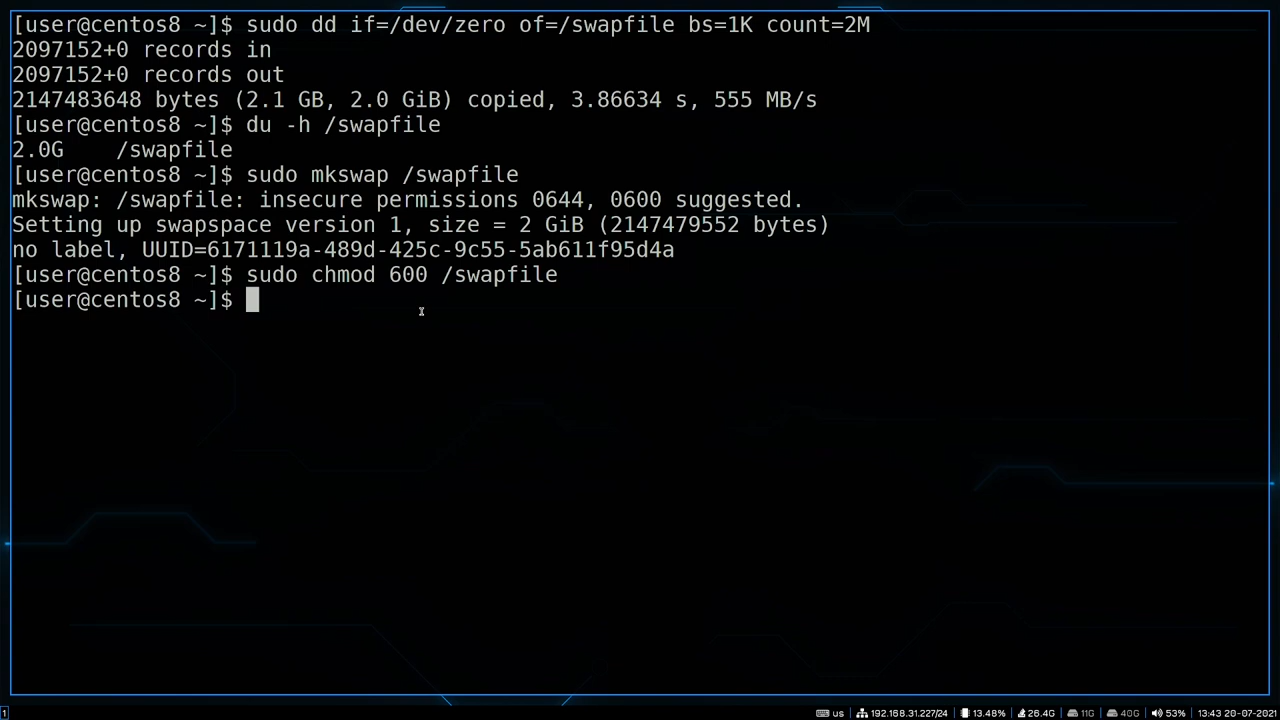 [user@centos8 ~]$ sudo dd if=/dev/zero of=/swapfile bs=1K count=2M
2097152+0 records in
2097152+0 records out
2147483648 bytes (2.1 GB, 2.0 GiB) copied, 3.86634 s, 555 MB/s
[user@centos8 ~]$ du -h /swapfile
2.0G    /swapfile
[user@centos8 ~]$ sudo mkswap /swapfile
mkswap: /swapfile: insecure permissions 0644, 0600 suggested.
Setting up swapspace version 1, size = 2 GiB (2147479552 bytes)
no label, UUID=6171119a-489d-425c-9c55-5ab611f95d4a
[user@centos8 ~]$ sudo chmod 600 /swapfile
[user@centos8 ~]$
1 us 192.168.31.227/24 13.48% 26.4G 11G 40G 53% 13:43 20-07-2021